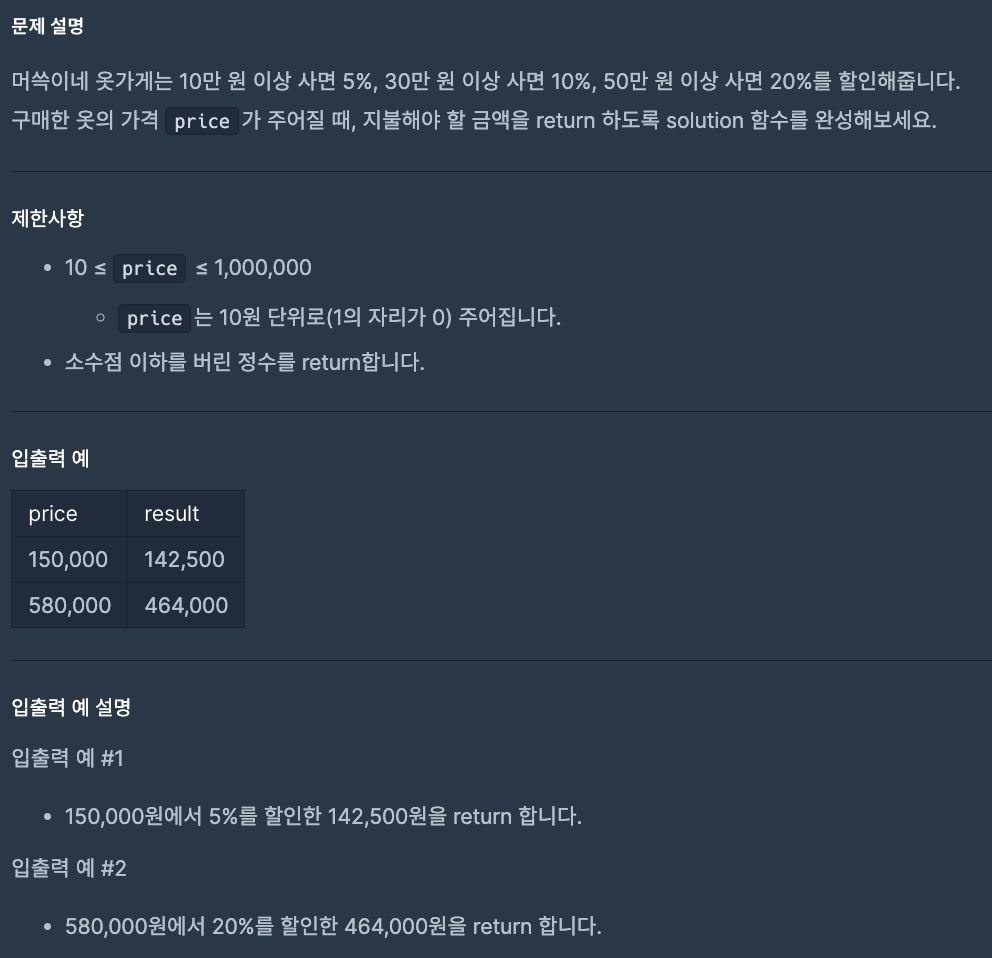 문제 설명
머쓱이네 옷가게는 10만 원 이상 사면 5%, 30만 원 이상 사면 10%, 50만 원 이상 사면 20%를 할인해줍니다.
구매한 옷의 가격 price 가 주어질 때, 지불해야 할 금액을 return 하도록 solution 함수를 완성해보세요.
제한사항
• 10 ≤ price ≤ 1,000,000
◦ price 는 10원 단위로(1의 자리가 0) 주어집니다.
• 소수점 이하를 버린 정수를 return합니다.
입출력 예
price result
150,000 142,500
580,000 464,000
입출력 예 설명
입출력 예 #1
• 150,000원에서 5%를 할인한 142,500원을 return 합니다.
입출력 예 #2
• 580,000원에서 20%를 할인한 464,000원을 return 합니다.